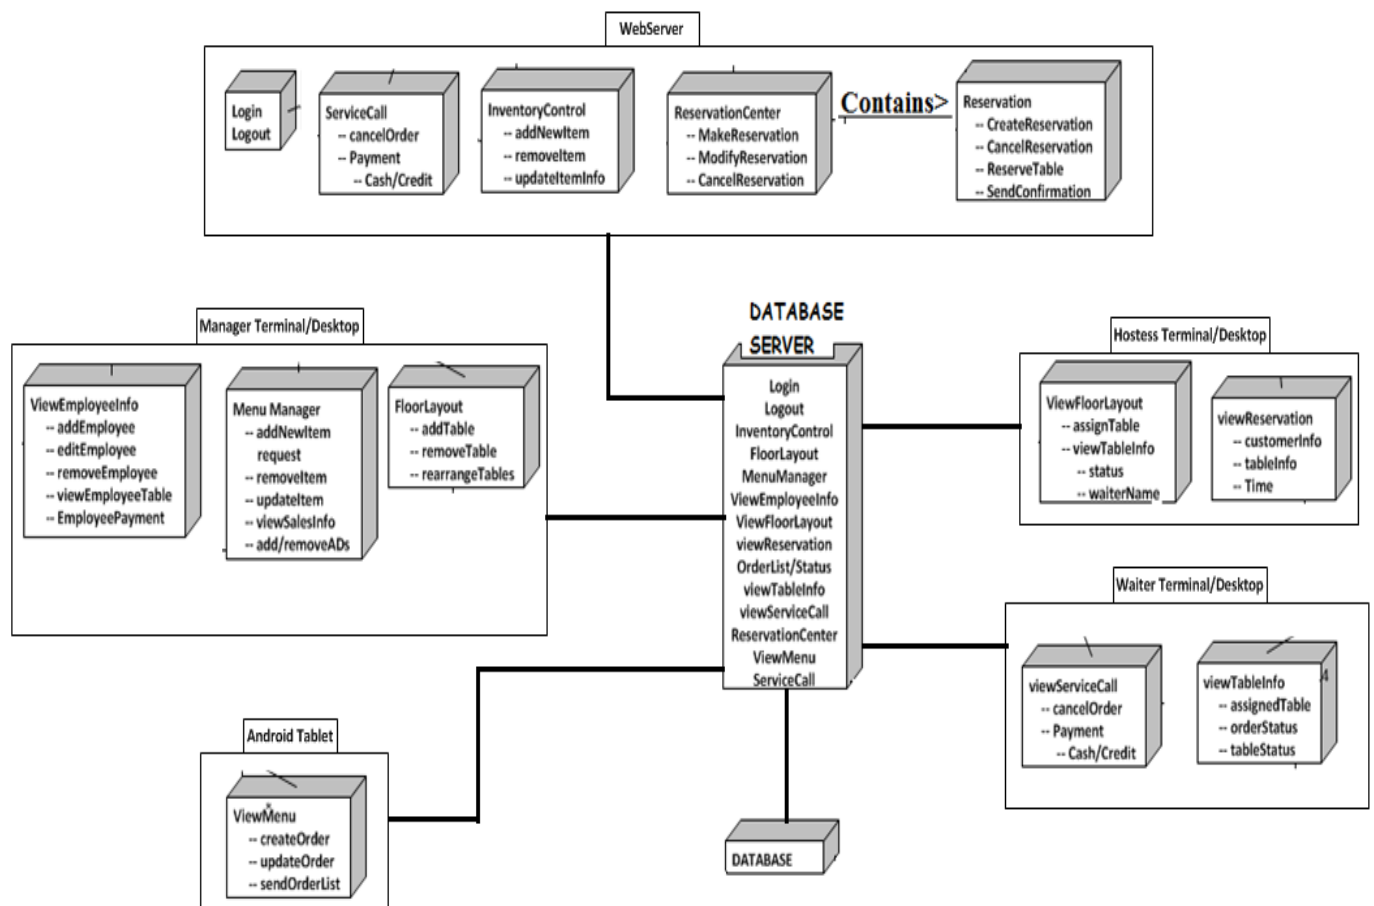 WebServer
Login
Logout
ServiceCall
-- cancelOrder
-- Payment
-- Cash/Credit
InventoryControl
-- addNewItem
-- removeItem
-- updateItemInfo
ReservationCenter
-- MakeReservation
-- ModifyReservation
-- CancelReservation
Contains>
Reservation
-- CreateReservation
-- CancelReservation
-- ReserveTable
-- SendConfirmation
Manager Terminal/Desktop
ViewEmployeeInfo
-- addEmployee
-- editEmployee
-- removeEmployee
-- viewEmployeeTable
-- EmployeePayment
Menu Manager
-- addNewItem
request
-- removeItem
-- updateItem
-- viewSalesInfo
-- add/removeADs
FloorLayout
-- addTable
-- removeTable
-- rearrangeTables
DATABASE
SERVER
Login
Logout
InventoryControl
FloorLayout
MenuManager
ViewEmployeeInfo
ViewFloorLayout
viewReservation
OrderList/Status
viewTableInfo
viewServiceCall
ReservationCenter
ViewMenu
ServiceCall
Hostess Terminal/Desktop
ViewFloorLayout
-- assignTable
-- viewTableInfo
-- status
-- waiterName
viewReservation
-- customerInfo
-- tableInfo
-- Time
Waiter Terminal/Desktop
viewServiceCall
-- cancelOrder
-- Payment
-- Cash/Credit
viewTableInfo
-- assignedTable
-- orderStatus
-- tableStatus
Android Tablet
ViewMenu
-- createOrder
-- updateOrder
-- sendOrderList
DATABASE